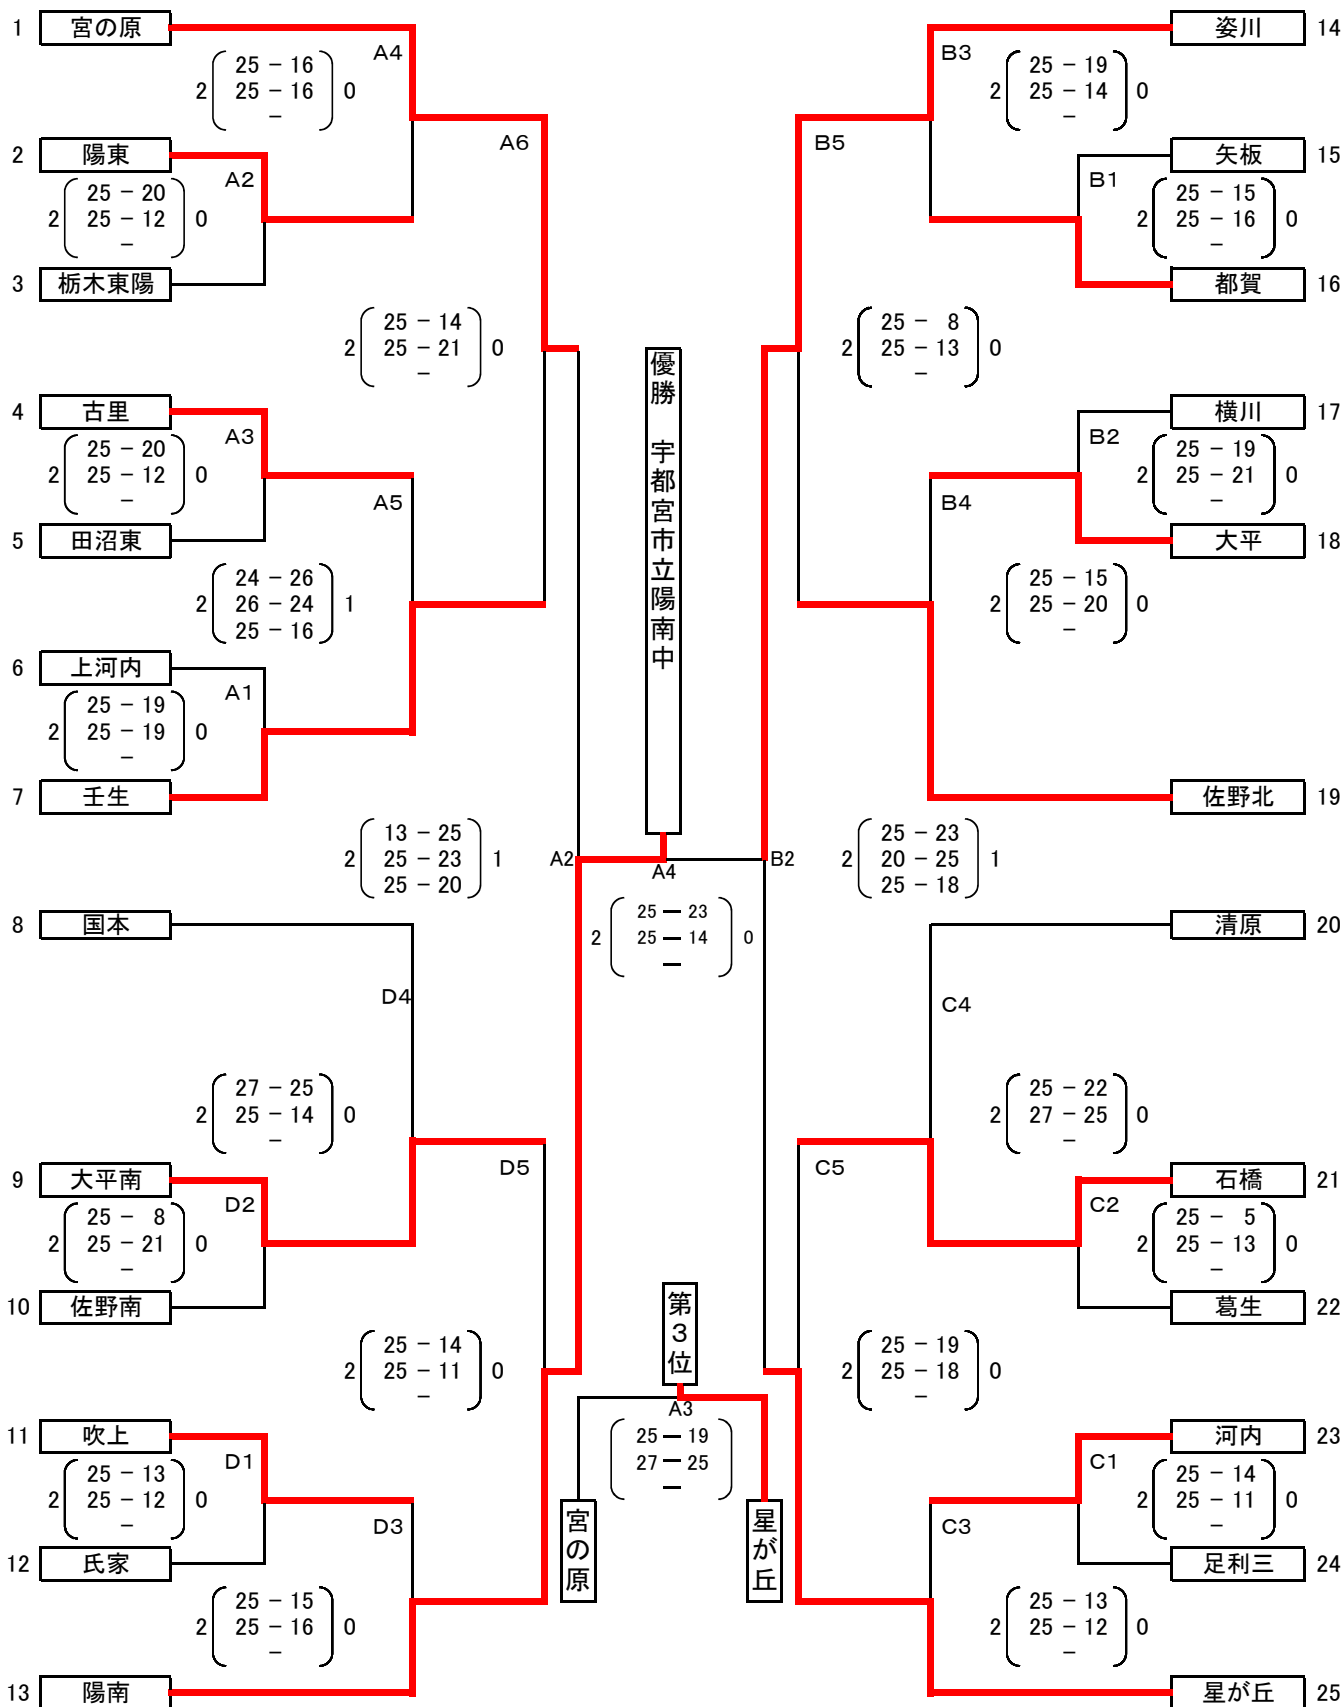 1 宮の原
A4
25 − 16
2 25 − 16 0
−
2 陽東
A2
25 − 20
2 25 − 12 0
−
3 栃木東陽
A6
25 − 14
2 25 − 21 0
−
4 古里
A3
25 − 20
2 25 − 12 0
−
5 田沼東
A5
24 − 26
2 26 − 24 1
25 − 16
6 上河内
A1
25 − 19
2 25 − 19 0
−
7 壬生
13 − 25
2 25 − 23 1
25 − 20
A2
8 国本
D4
27 − 25
2 25 − 14 0
−
9 大平南
D2
25 − 8
2 25 − 21 0
−
10 佐野南
D5
25 − 14
2 25 − 11 0
−
11 吹上
D1
25 − 13
2 25 − 12 0
−
12 氏家
D3
25 − 15
2 25 − 16 0
−
13 陽南
優勝 宇都宮市立陽南中
A4
25 − 23
2 25 − 14 0
−
第3位
A3
25 − 19
27 − 25
−
宮の原
星が丘
姿川 14
B3
25 − 19
2 25 − 14 0
−
矢板 15
B1
25 − 15
2 25 − 16 0
−
都賀 16
B5
25 − 8
2 25 − 13 0
−
横川 17
B2
25 − 19
2 25 − 21 0
−
大平 18
B4
25 − 15
2 25 − 20 0
−
佐野北 19
B2
25 − 23
2 20 − 25 1
25 − 18
清原 20
C4
25 − 22
2 27 − 25 0
−
石橋 21
C2
25 − 5
2 25 − 13 0
−
葛生 22
C5
25 − 19
2 25 − 18 0
−
河内 23
C1
25 − 14
2 25 − 11 0
−
足利三 24
C3
25 − 13
2 25 − 12 0
−
星が丘 25